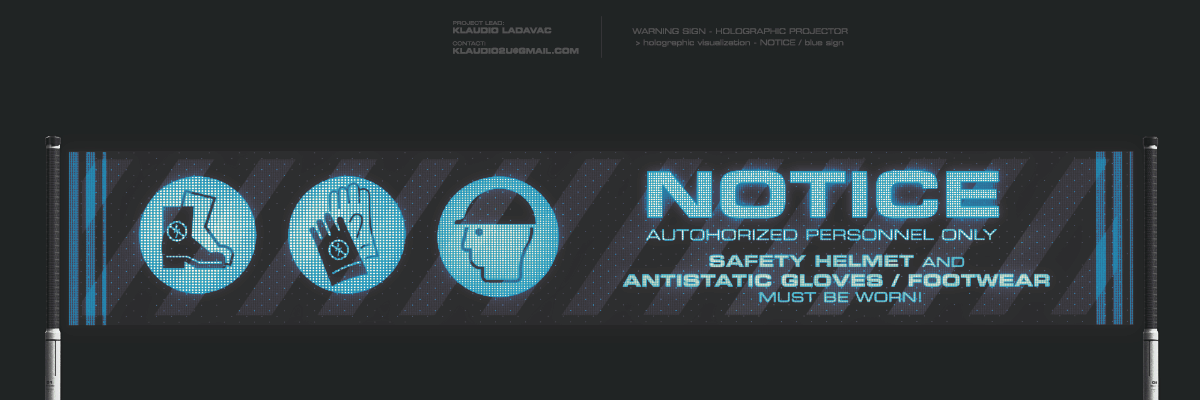 PROJECT LEAD:
KLAUDIO LADAVAC
CONTACT:
KLAUDIO2U@GMAIL.COM
WARNING SIGN - HOLOGRAPHIC PROJECTOR
> holographic visualization - NOTICE / blue sign
NOTICE
AUTOHORIZED PERSONNEL ONLY
SAFETY HELMET AND
ANTISTATIC GLOVES / FOOTWEAR
MUST BE WORN!